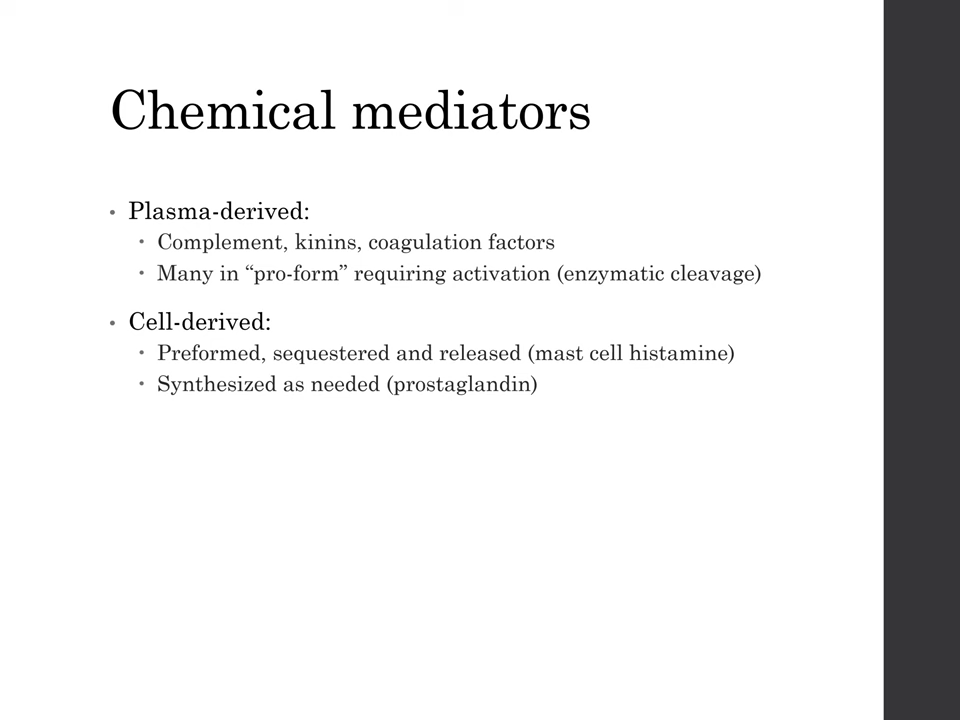 Chemical mediators
• Plasma-derived:
• Complement, kinins, coagulation factors
• Many in “pro-form” requiring activation (enzymatic cleavage)
• Cell-derived:
• Preformed, sequestered and released (mast cell histamine)
• Synthesized as needed (prostaglandin)